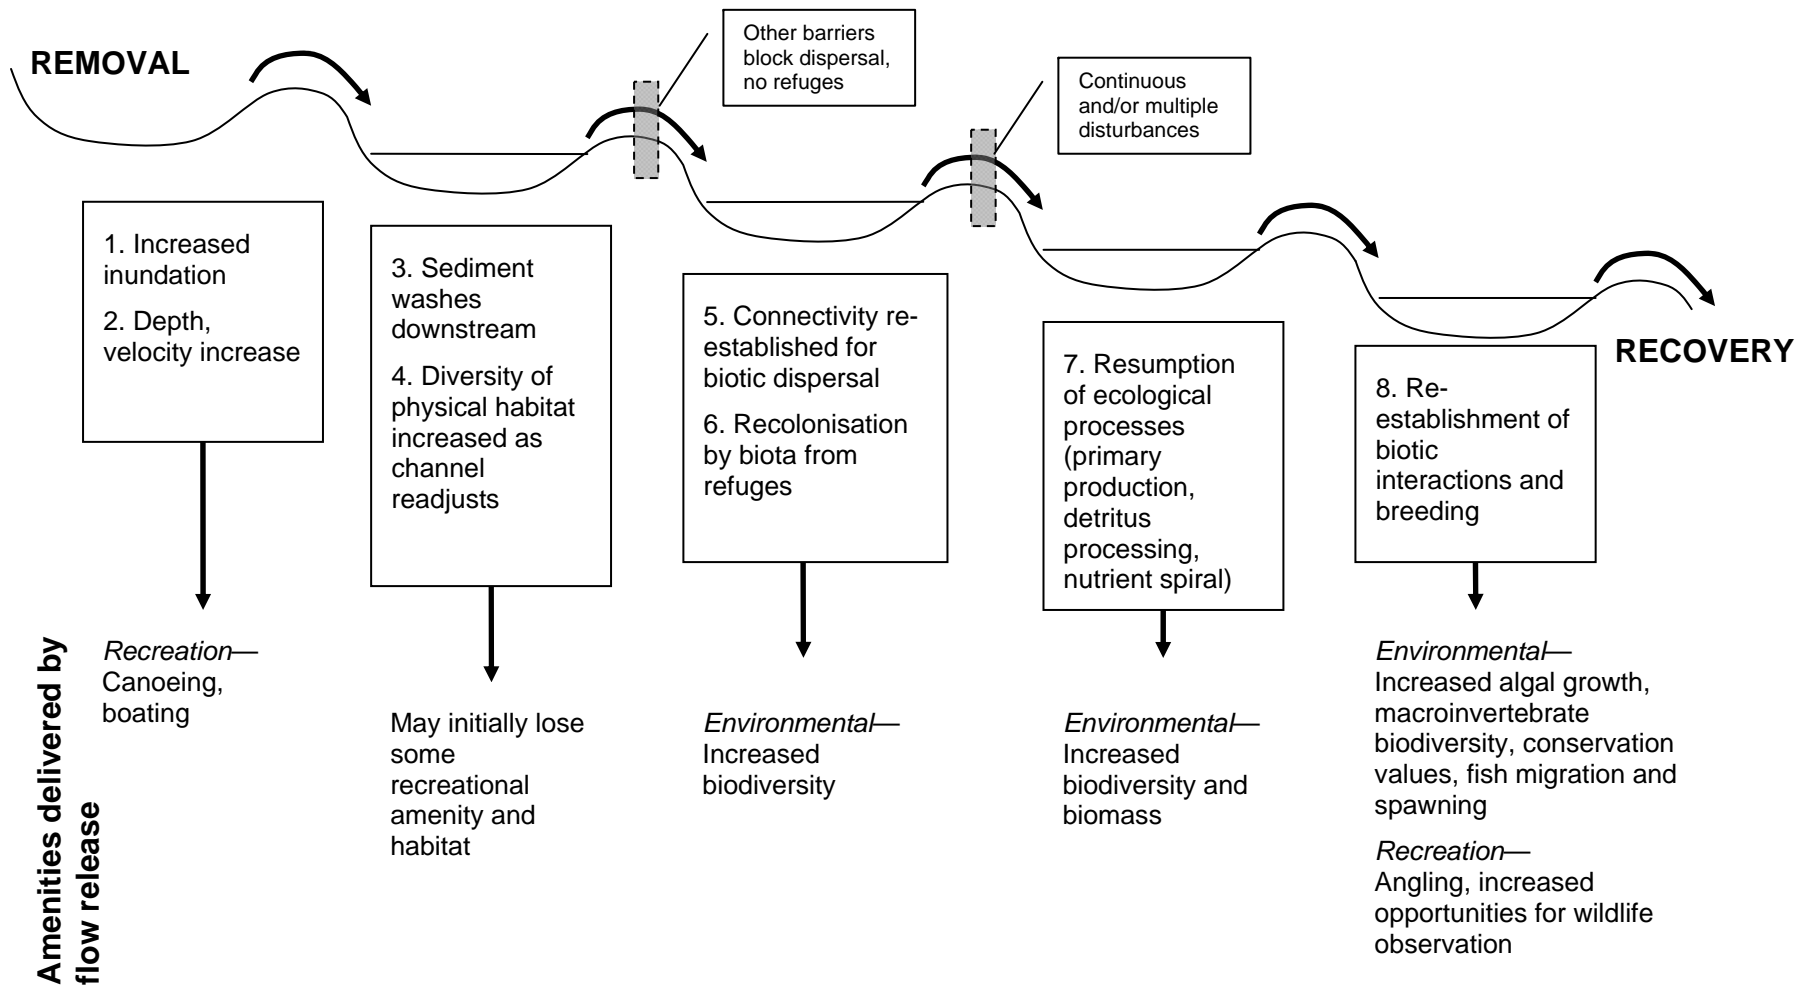 REMOVAL
Other barriers
block dispersal,
no refuges
Continuous
and/or multiple
disturbances
1. Increased
inundation
2. Depth,
velocity increase
3. Sediment
washes
downstream
4. Diversity of
physical habitat
increased as
channel
readjusts
5. Connectivity re-
established for
biotic dispersal
6. Recolonisation
by biota from
refuges
7. Resumption
of ecological
processes
(primary
production,
detritus
processing,
nutrient spiral)
8. Re-
establishment of
biotic
interactions and
breeding
RECOVERY
Amenities delivered by
flow release
Recreation—
Canoeing,
boating
May initially lose
some
recreational
amenity and
habitat
Environmental—
Increased
biodiversity
Environmental—
Increased
biodiversity and
biomass
Environmental—
Increased algal growth,
macroinvertebrate
biodiversity, conservation
values, fish migration and
spawning
Recreation—
Angling, increased
opportunities for wildlife
observation